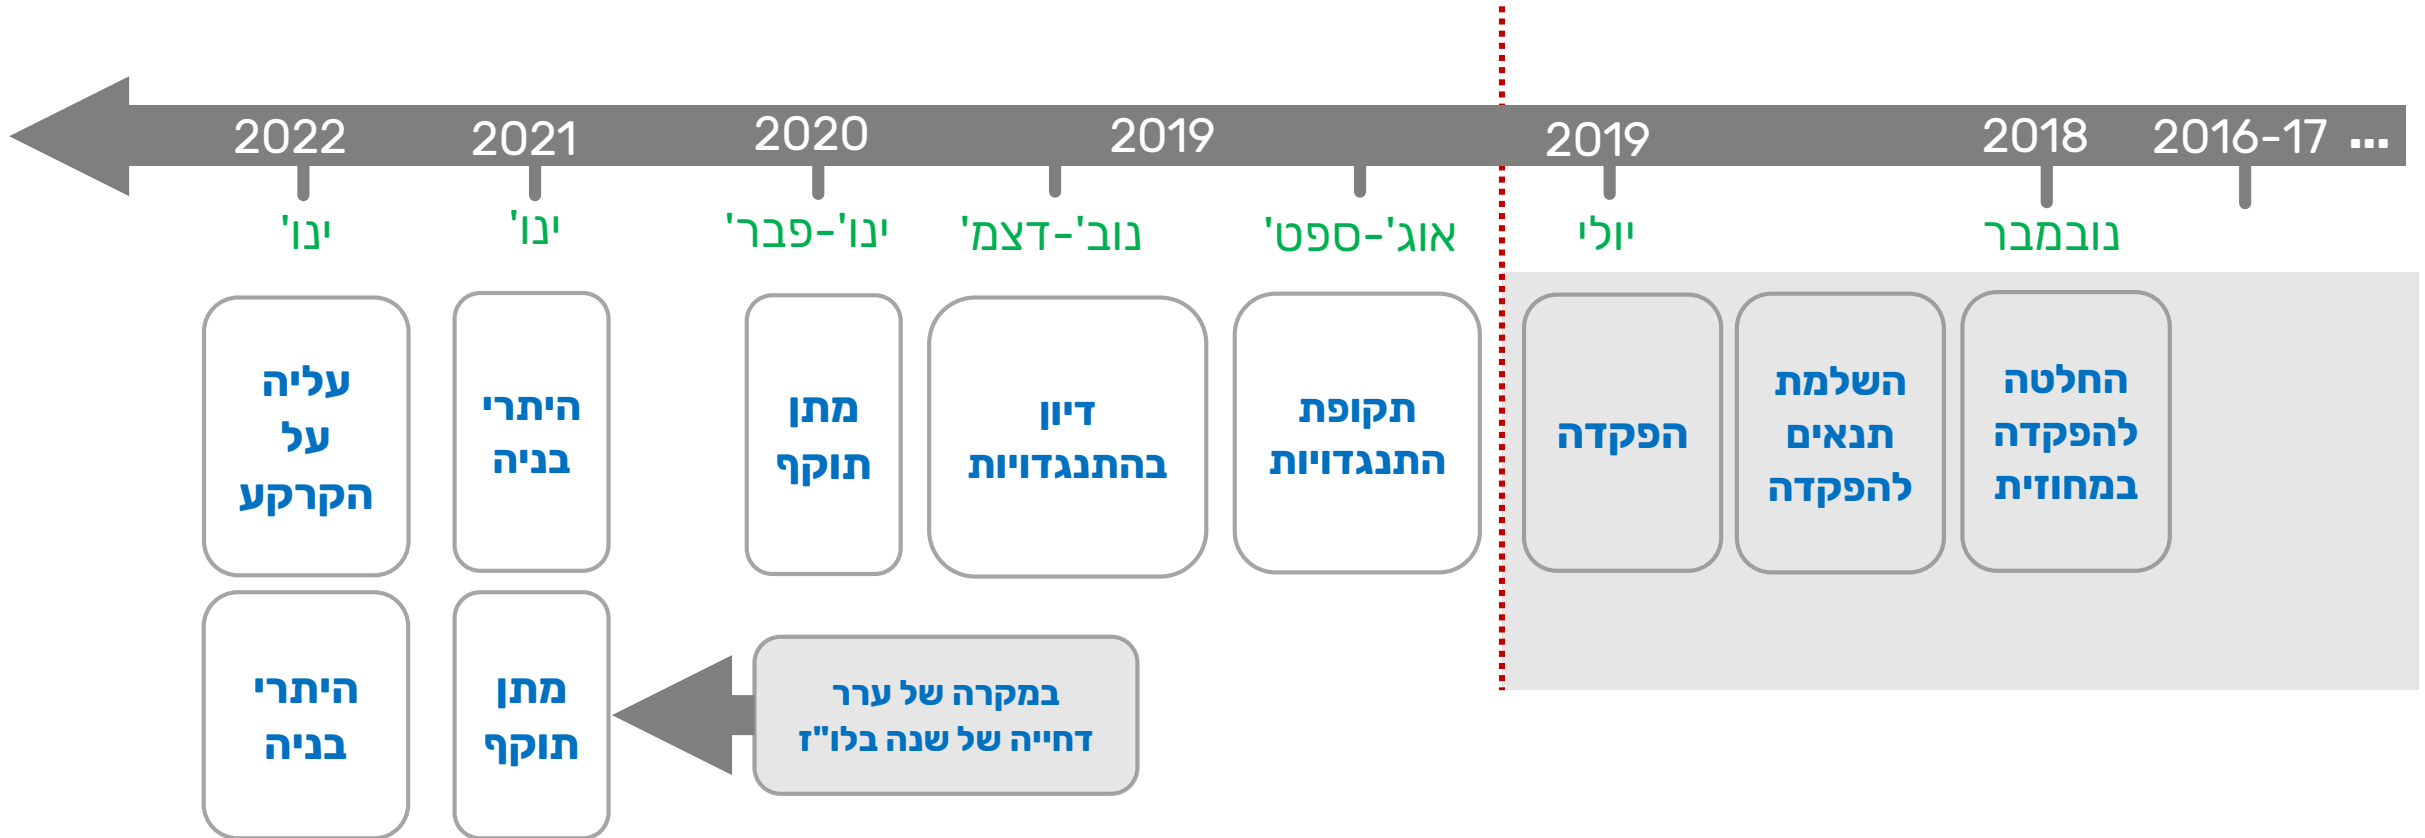 ... 2016-17
2018
2019
2019
2020
2021
2022
נובמבר
יולי
אוג'-ספט'
נוב'-דצמ'
ינו'-פבר'
ינו'
ינו'
החלטה
להפקדה
במחוזית
השלמת
תנאים
להפקדה
הפקדה
תקופת
התנגדויות
דיון
בהתנגדויות
מתן
תוקף
היתרי
בניה
עליה
על
הקרקע
במקרה של ערר
דחייה של שנה בלו"ז
מתן
תוקף
היתרי
בניה